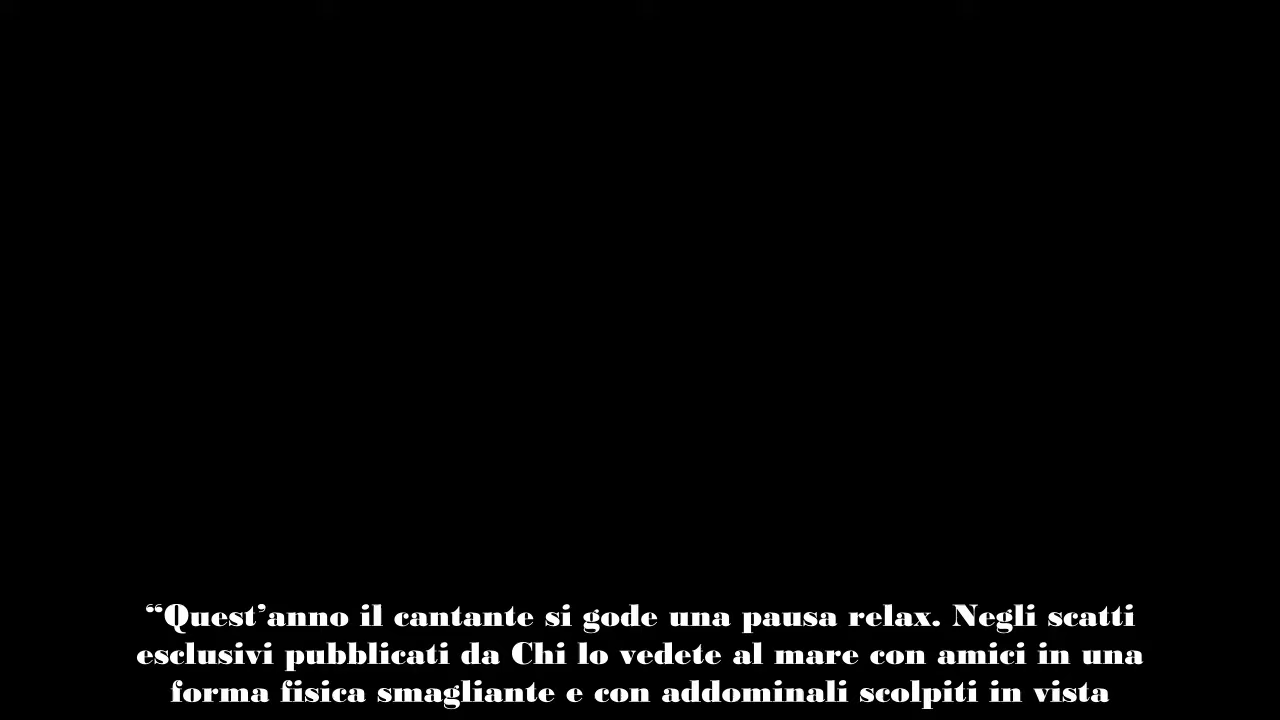 “Quest’anno il cantante si gode una pausa relax. Negli scatti
esclusivi pubblicati da Chi lo vedete al mare con amici in una
forma fisica smagliante e con addominali scolpiti in vista